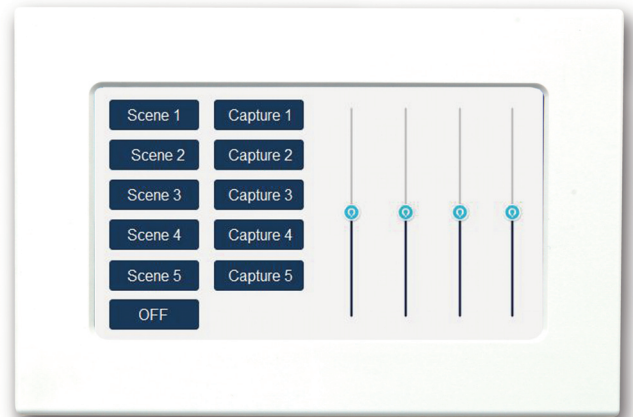 Scene 1 Capture 1
Scene 2 Capture 2
Scene 3 Capture 3
Scene 4 Capture 4
Scene 5 Capture 5
OFF